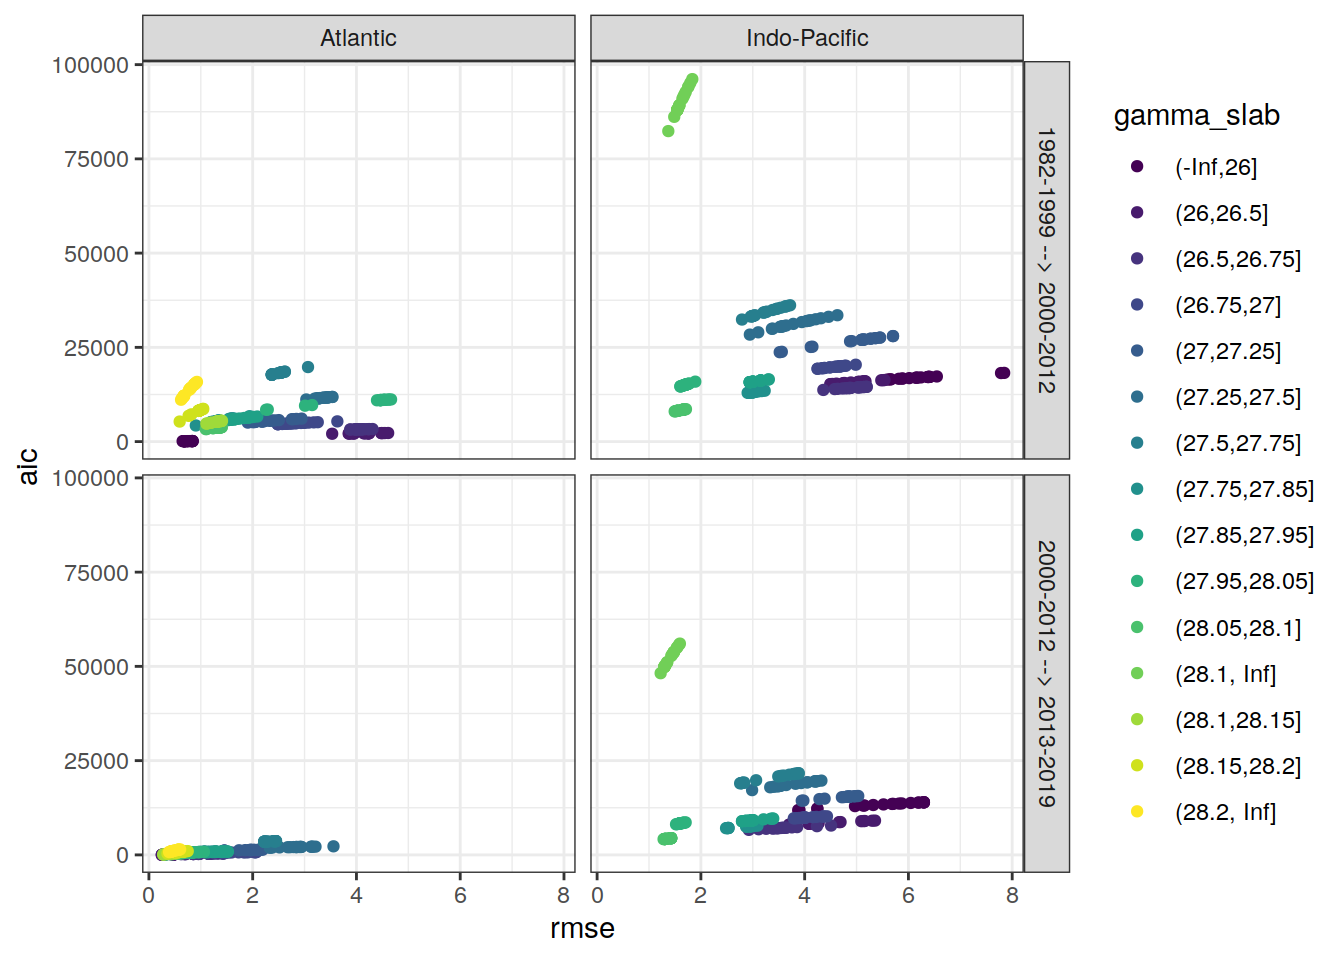 Atlantic
Indo-Pacific
100000
75000
50000
25000
0
1982-1999 --> 2000-2012
100000
75000
50000
25000
0
2000-2012 --> 2013-2019
aic
0 2 4 6 8
0 2 4 6 8
rmse
gamma_slab
(-Inf,26]
(26,26.5]
(26.5,26.75]
(26.75,27]
(27,27.25]
(27.25,27.5]
(27.5,27.75]
(27.75,27.85]
(27.85,27.95]
(27.95,28.05]
(28.05,28.1]
(28.1, Inf]
(28.1,28.15]
(28.15,28.2]
(28.2, Inf]